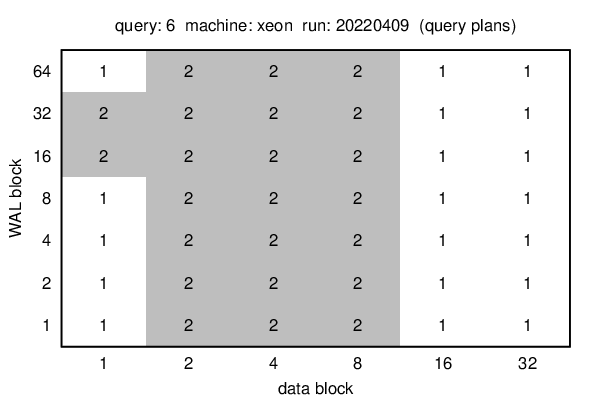 query: 6 machine: xeon run: 20220409 (query plans)
64 1 2 2 2 1 1
32 2 2 2 2 1 1
16 2 2 2 2 1 1
8 1 2 2 2 1 1
4 1 2 2 2 1 1
2 1 2 2 2 1 1
1 1 2 2 2 1 1
WAL block
1 2 4 8 16 32
data block